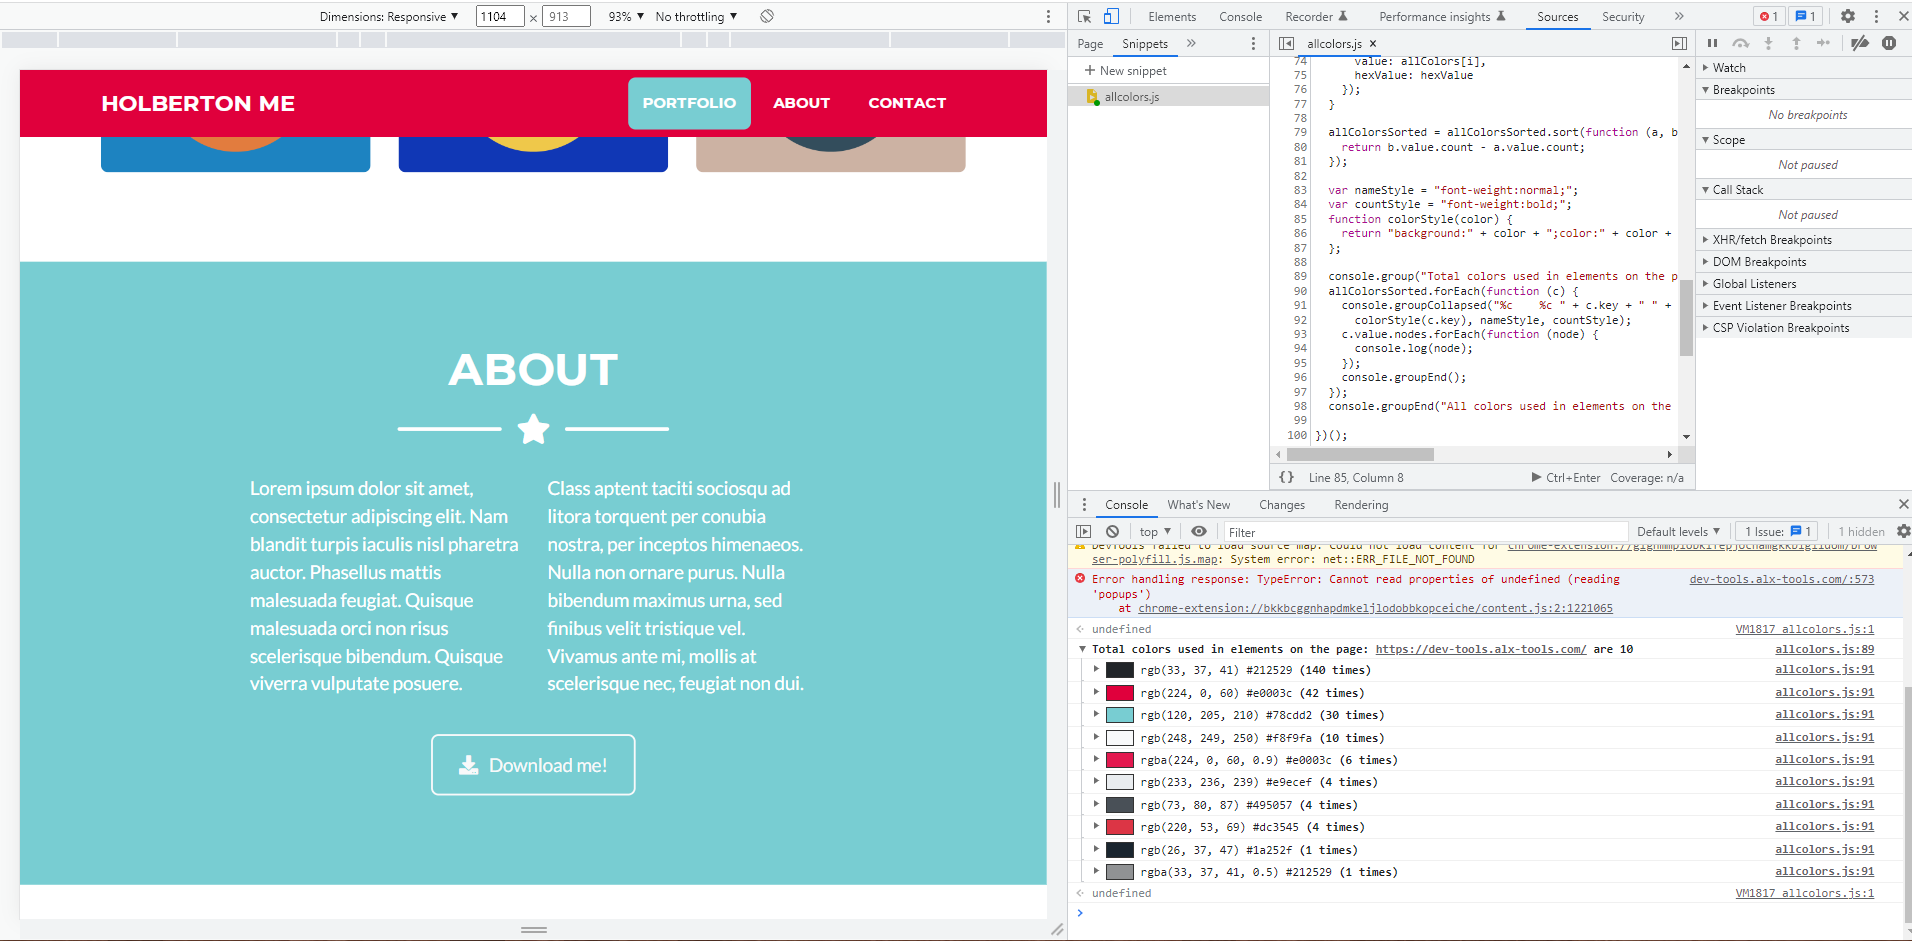 Dimensions: Responsive ▼ 1104 × 913 93% ▼ No throttling ▼
HOLBERTON ME
PORTFOLIO ABOUT CONTACT
ABOUT
Lorem ipsum dolor sit amet,
consectetur adipiscing elit. Nam
blandit turpis iaculis nisl pharetra
auctor. Phasellus mattis
malesuada feugiat. Quisque
malesuada orci non risus
scelerisque bibendum. Quisque
viverra vulputate posuere.
Class aptent taciti sociosqu ad
litora torquent per conubia
nostra, per inceptos himenaeos.
Nulla non ornare purus. Nulla
bibendum maximus urna, sed
finibus velit tristique vel.
Vivamus ante mi, mollis at
scelerisque nec, feugiat non dui.
Download me!
Elements Console Recorder Performance insights Sources Security » 1 1
Page Snippets »
+ New snippet
allcolors.js
allcolors.js ×
74 value: allColors[i],
75 hexValue: hexValue
76 });
77 }
78
79 allColorsSorted = allColorsSorted.sort(function (a, b
80 return b.value.count - a.value.count;
81 });
82
83 var nameStyle = "font-weight:normal;";
84 var countStyle = "font-weight:bold;";
85 function colorStyle(color) {
86 return "background:" + color + ";color:" + color +
87 };
88
89 console.group("Total colors used in elements on the p
90 allColorsSorted.forEach(function (c) {
91 console.groupCollapsed("%c    %c " + c.key + " " +
92 colorStyle(c.key), nameStyle, countStyle);
93 c.value.nodes.forEach(function (node) {
94 console.log(node);
95 });
96 console.groupEnd();
97 });
98 console.groupEnd("All colors used in elements on the
99
100 })();
{} Line 85, Column 8 ▶ Ctrl+Enter Coverage: n/a
Watch
Breakpoints
No breakpoints
Scope
Not paused
Call Stack
Not paused
XHR/fetch Breakpoints
DOM Breakpoints
Global Listeners
Event Listener Breakpoints
CSP Violation Breakpoints
Console What's New Changes Rendering
top ▼ Filter Default levels ▼ 1 Issue: 1 1 hidden
DevTools failed to load source map: Could not load content for
ser-polyfill.js.map: System error: net::ERR_FILE_NOT_FOUND
Error handling response: TypeError: Cannot read properties of undefined (reading dev-tools.alx-tools.com/:573
'popups')
at chrome-extension://bkkbcggnhapdmkeljlodobbkopceiche/content.js:2:1221065
undefined VM1817 allcolors.js:1
Total colors used in elements on the page: https://dev-tools.alx-tools.com/ are 10 allcolors.js:89
rgb(33, 37, 41) #212529 (140 times) allcolors.js:91
rgb(224, 0, 60) #e0003c (42 times) allcolors.js:91
rgb(120, 205, 210) #78cdd2 (30 times) allcolors.js:91
rgb(248, 249, 250) #f8f9fa (10 times) allcolors.js:91
rgba(224, 0, 60, 0.9) #e0003c (6 times) allcolors.js:91
rgb(233, 236, 239) #e9ecef (4 times) allcolors.js:91
rgb(73, 80, 87) #495057 (4 times) allcolors.js:91
rgb(220, 53, 69) #dc3545 (4 times) allcolors.js:91
rgb(26, 37, 47) #1a252f (1 times) allcolors.js:91
rgba(33, 37, 41, 0.5) #212529 (1 times) allcolors.js:91
undefined VM1817 allcolors.js:1